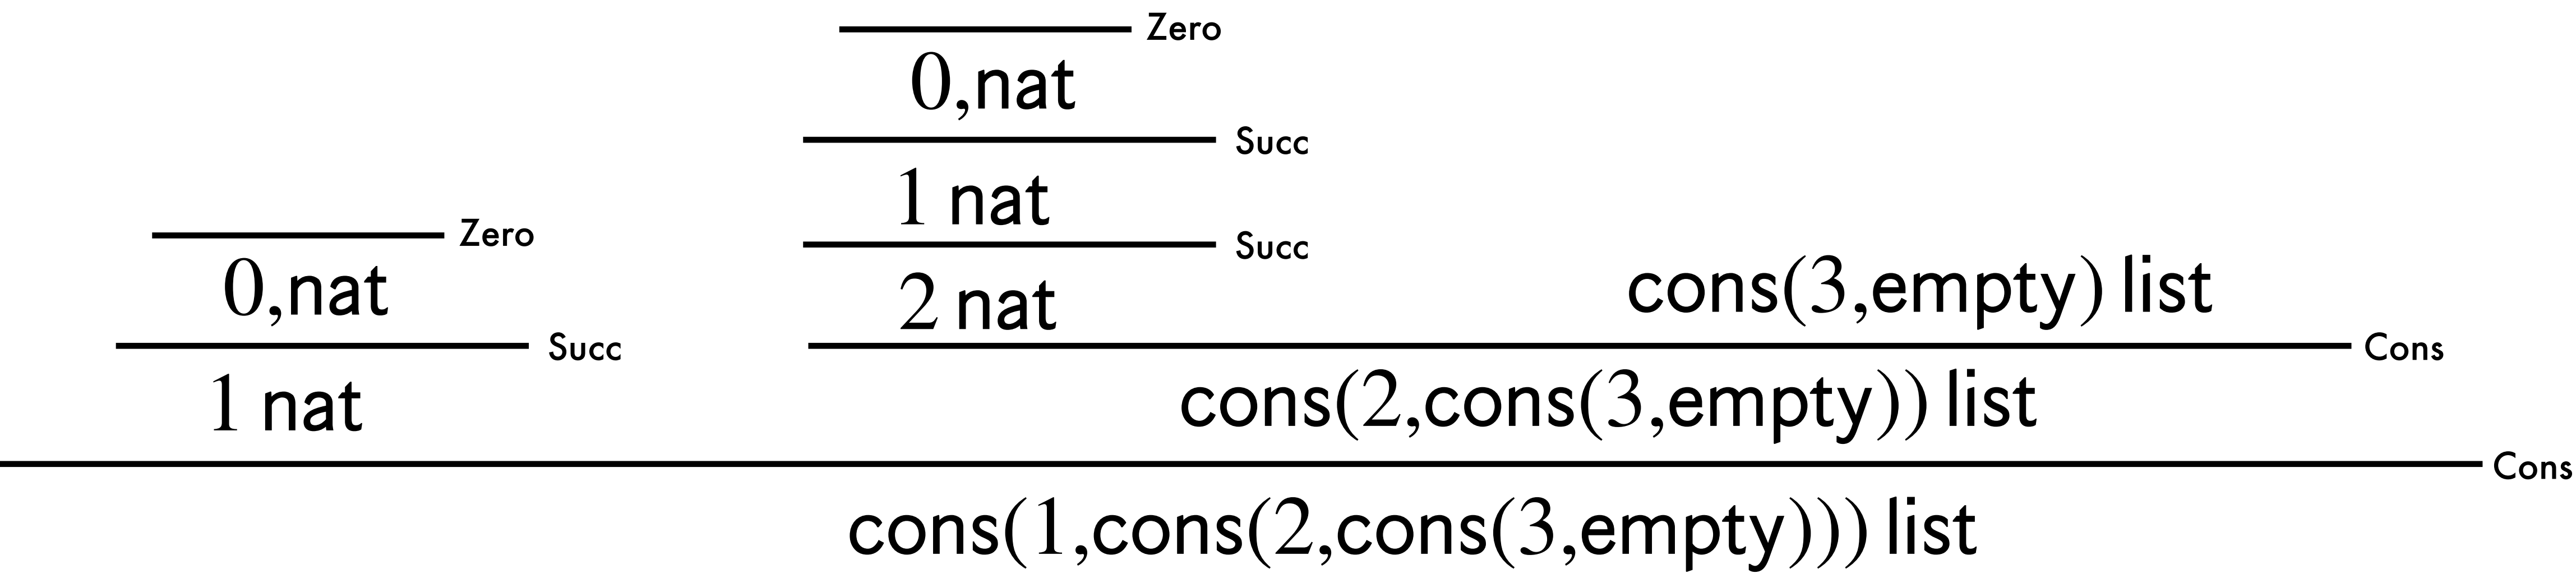 Zero
0,nat
Succ
1 nat
Zero
Succ
0,nat
2 nat
cons(3,empty) list
Succ
Cons
1 nat
cons(2,cons(3,empty)) list
Cons
cons(1,cons(2,cons(3,empty))) list